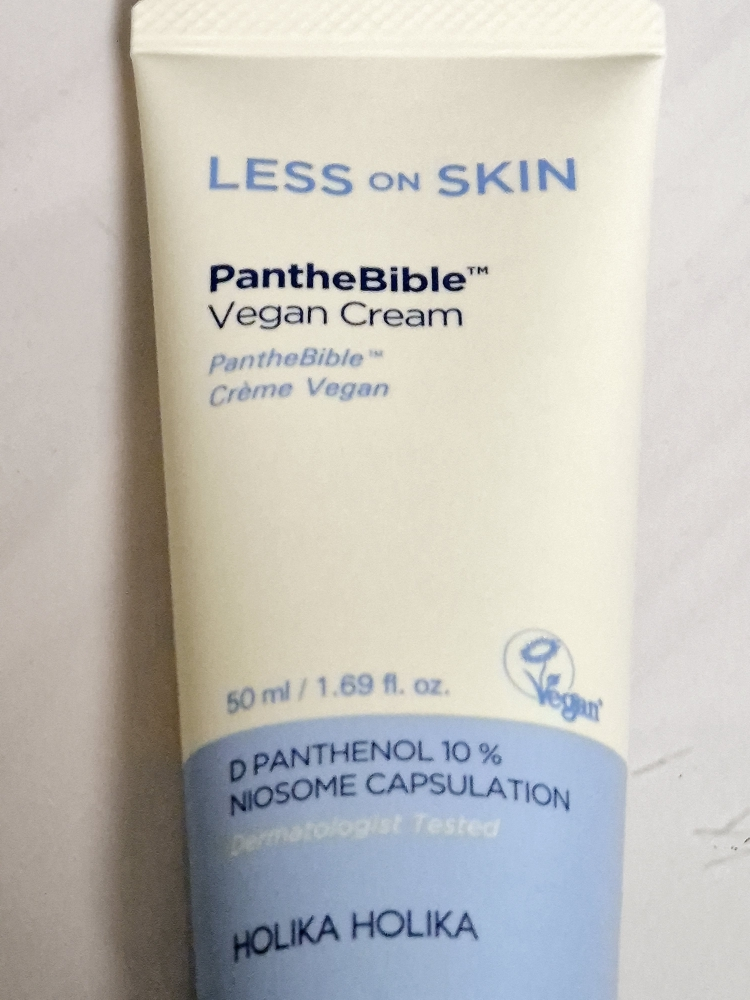 LESS ON SKIN
PantheBible™
Vegan Cream
PantheBible™
Crème Vegan
50 ml / 1.69 fl. oz.
Vegan
D PANTHENOL 10 %
NIOSOME CAPSULATION
Dermatologist Tested
HOLIKA HOLIKA